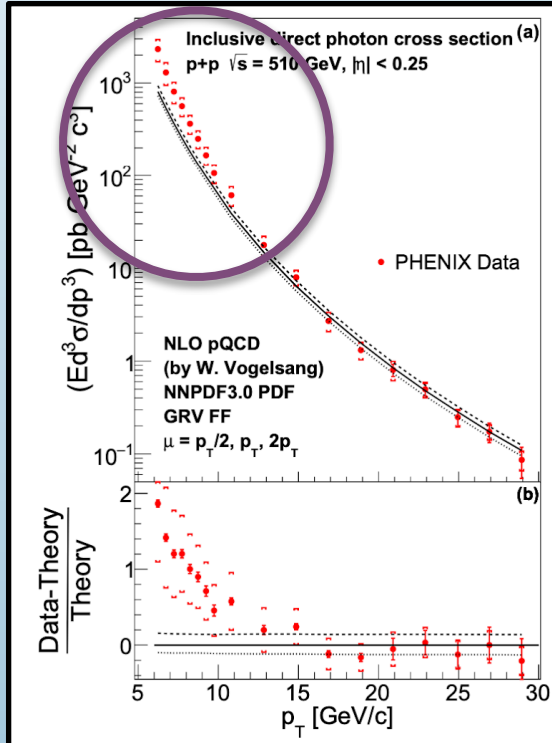 (a)
Inclusive direct photon cross section
p+p √s = 510 GeV, |η| < 0.25
(Ed³σ/dp³) [pb GeV⁻² c³]
10³
10²
10
1
10⁻¹
PHENIX Data
NLO pQCD
(by W. Vogelsang)
NNPDF3.0 PDF
GRV FF
μ = p_T/2, p_T, 2p_T
(b)
Data-Theory
Theory
2
1
0
5 10 15 20 25 30
p_T [GeV/c]